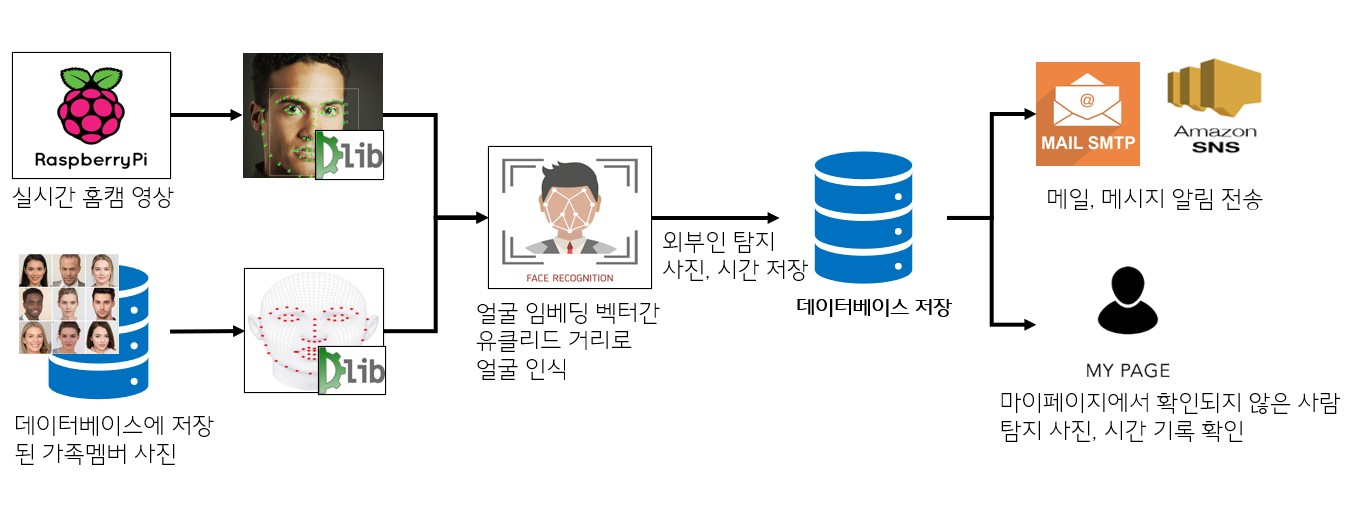 RaspberryPi
실시간 홈캠 영상
Dlib
데이터베이스에 저장
된 가족멤버 사진
Dlib
FACE RECOGNITION
얼굴 임베딩 벡터간
유클리드 거리로
얼굴 인식
외부인 탐지
사진, 시간 저장
데이터베이스 저장
@
MAIL SMTP
Amazon
SNS
메일, 메시지 알림 전송
MY PAGE
마이페이지에서 확인되지 않은 사람
탐지 사진, 시간 기록 확인